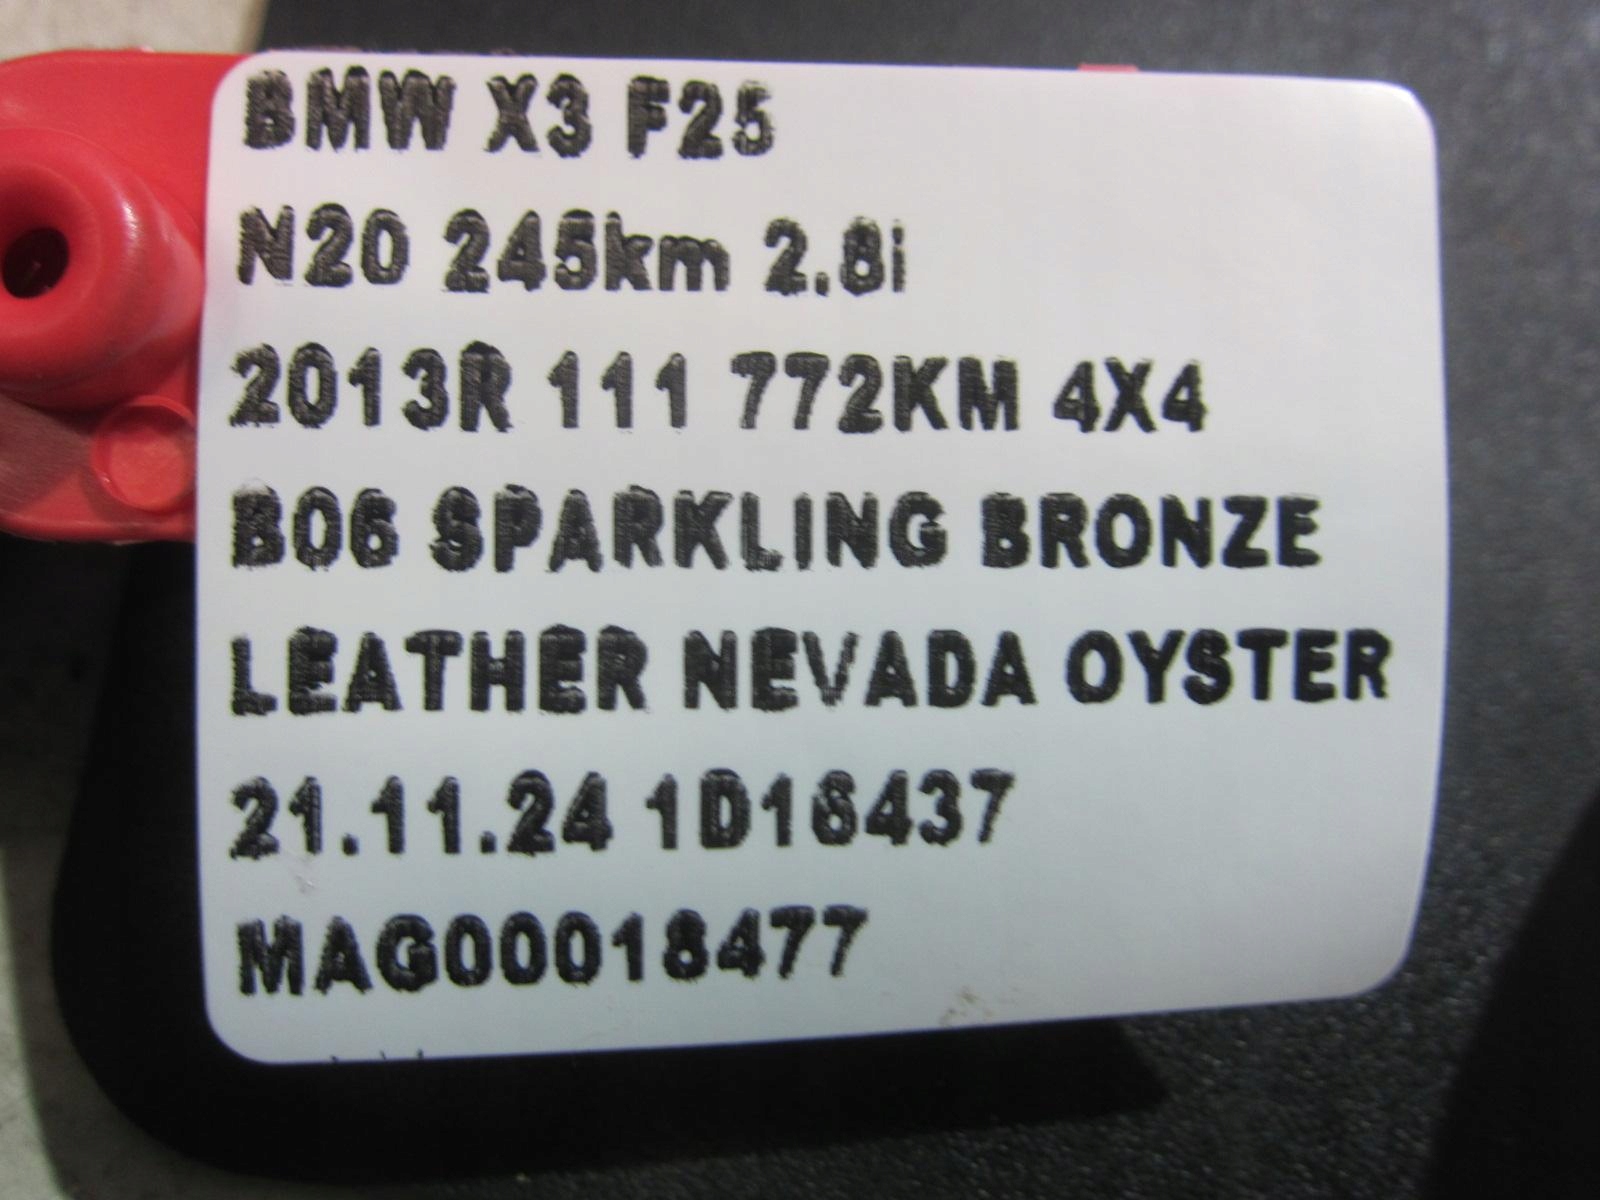 BMW X3 F25
N20 245km 2.8i
2013R 111 772KM 4X4
B06 SPARKLING BRONZE
LEATHER NEVADA OYSTER
21.11.24 1D16437
MAG00018477